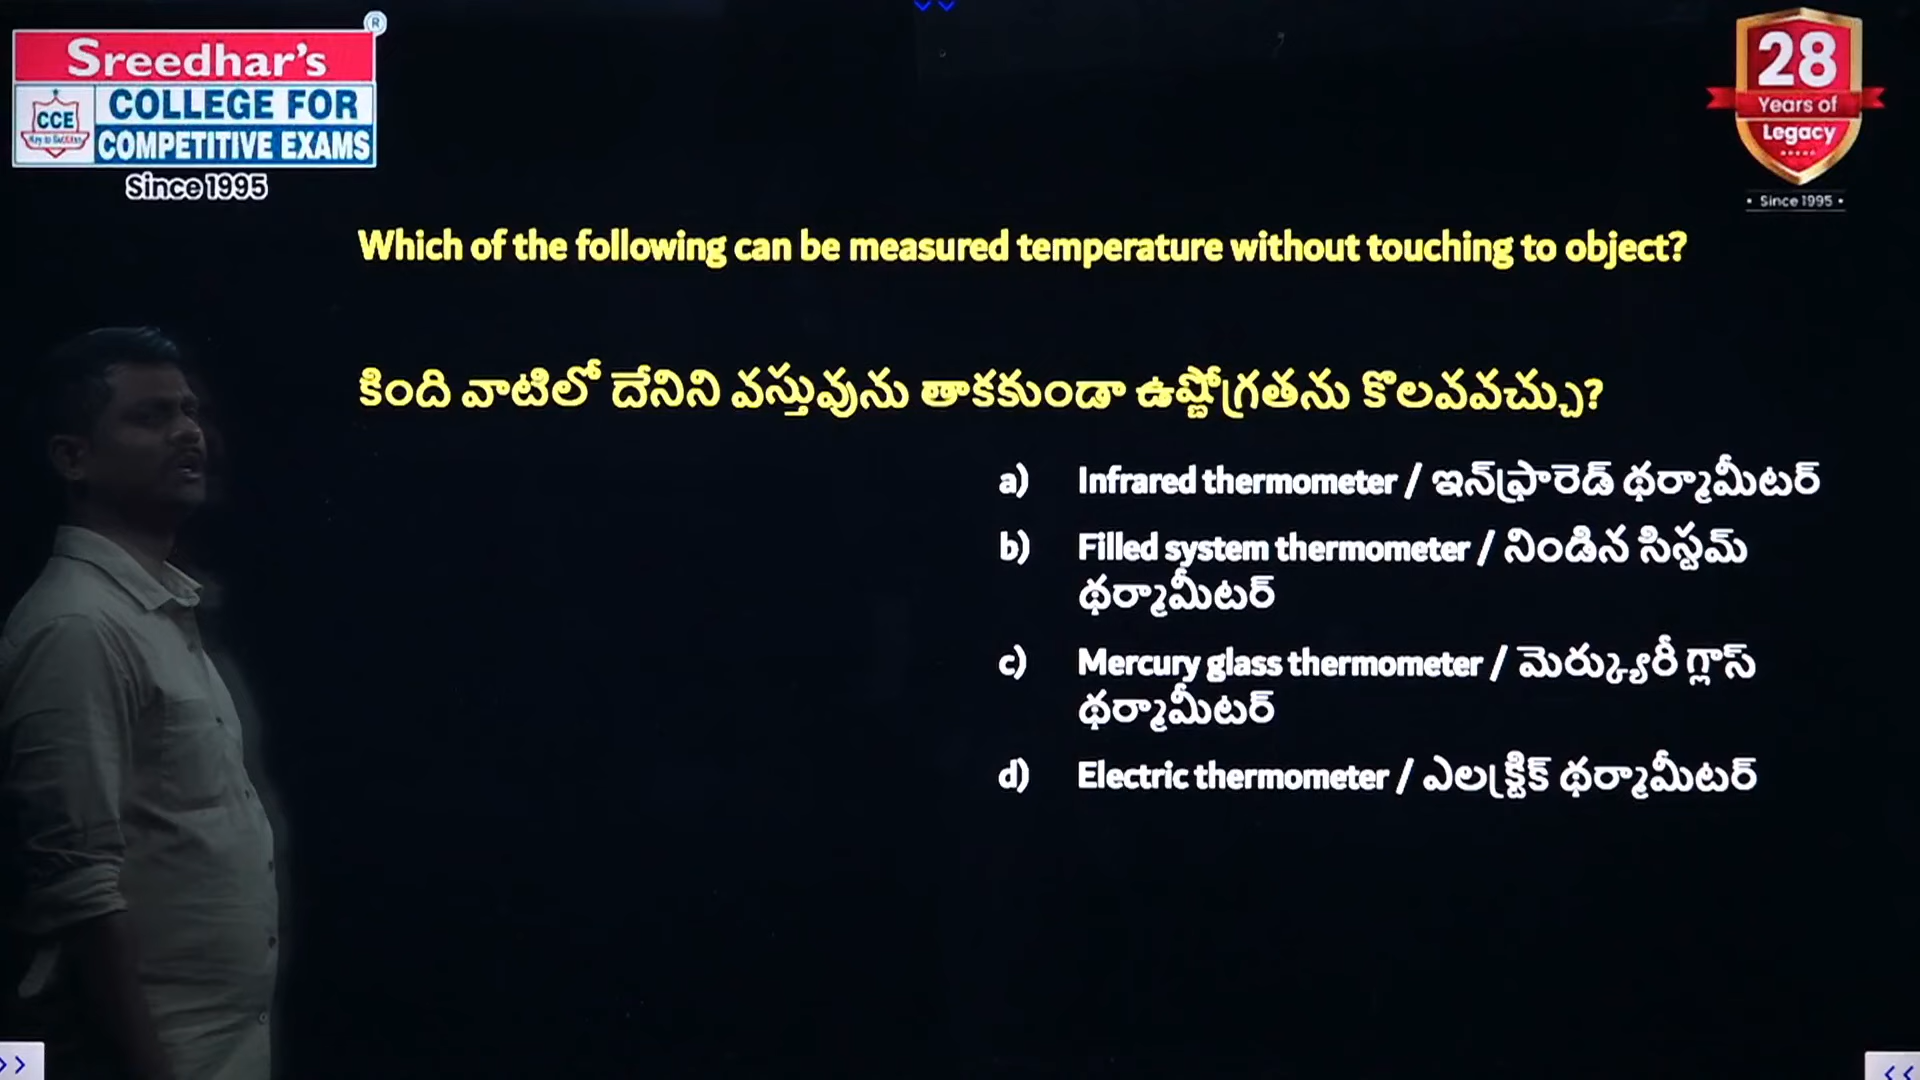 ®
Sreedhar's
CCE
COLLEGE FOR
COMPETITIVE EXAMS
Since 1995
28
Years of
Legacy
• Since 1995 •
Which of the following can be measured temperature without touching to object?
కింది వాటిలో దేనిని వస్తువును తాకకుండా ఉష్ణోగ్రతను కొలవవచ్చు?
a) Infrared thermometer / ఇన్‌ఫ్రారెడ్ థర్మామీటర్
b) Filled system thermometer / నిండిన సిస్టమ్
థర్మామీటర్
c) Mercury glass thermometer / మెర్క్యురీ గ్లాస్
థర్మామీటర్
d) Electric thermometer / ఎలక్ట్రిక్ థర్మామీటర్